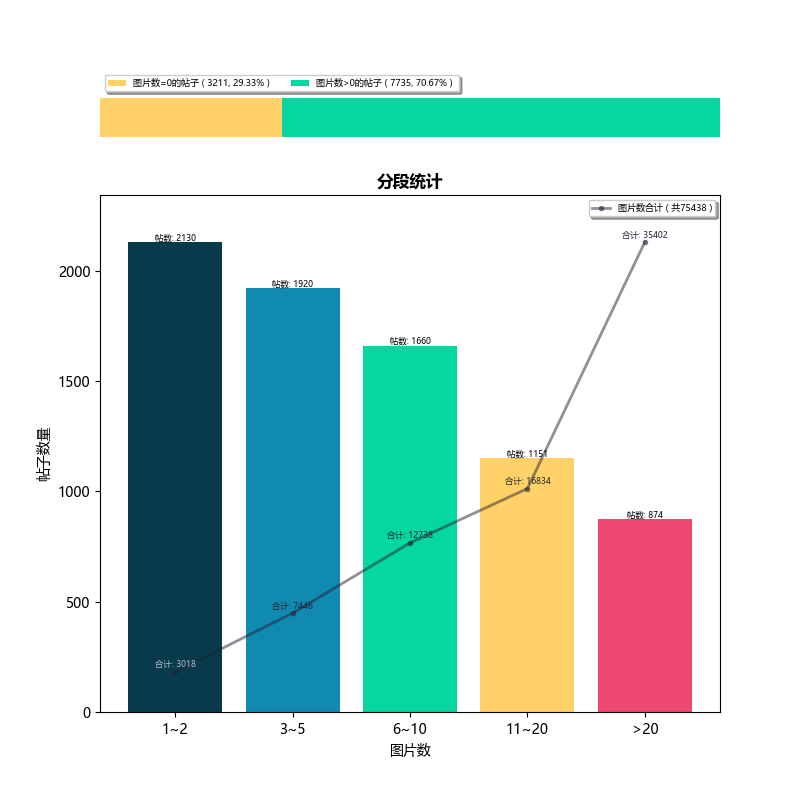 图片数=0的帖子 ( 3211, 29.33% ) 图片数>0的帖子 ( 7735, 70.67% )
分段统计
图片数合计 ( 共75438 )
合计: 35402
帖数: 2130
帖数: 1920
帖数: 1660
帖数: 1151
合计: 16834
帖数: 874
合计: 12738
合计: 7446
合计: 3018
2000
1500
1000
500
0
帖子数量
1~2 3~5 6~10 11~20 >20
图片数